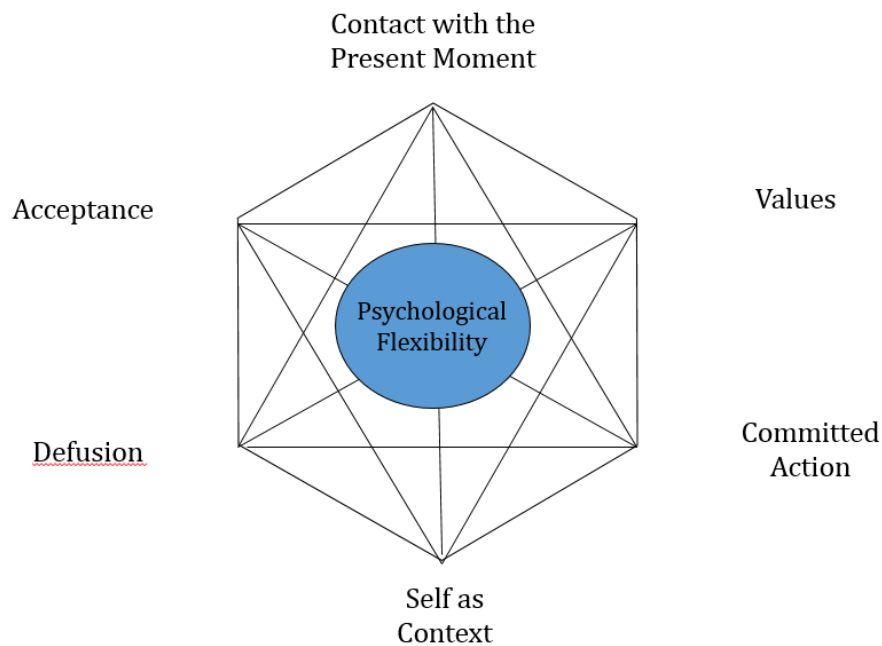 Contact with the
Present Moment
Acceptance
Values
Psychological
Flexibility
Defusion
Committed
Action
Self as
Context